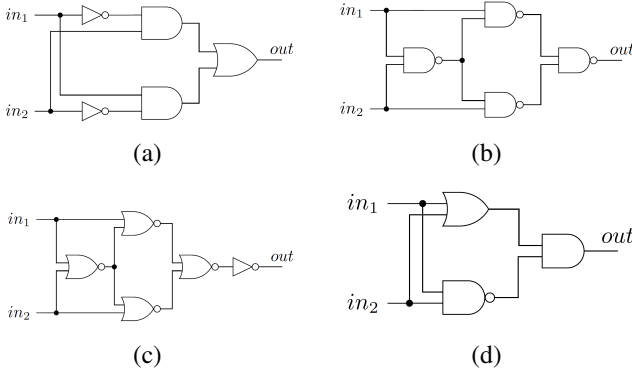 in₁
out
in₂
(a)
in₁
out
in₂
(b)
in₁
out
in₂
(c)
in₁
out
in₂
(d)